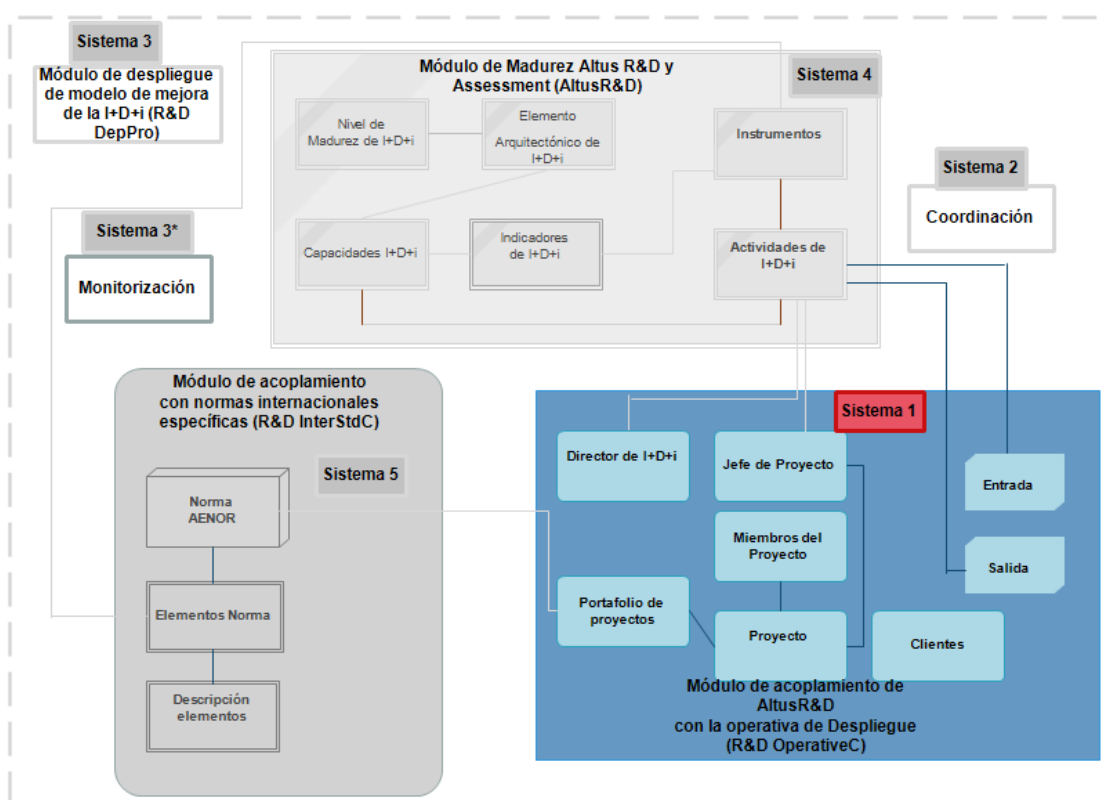 Sistema 3
Módulo de despliegue
de modelo de mejora
de la I+D+i (R&D
DepPro)
Módulo de Madurez Altus R&D y
Assessment (AltusR&D)
Sistema 4
Nivel de
Madurez de I+D+i
Elemento
Arquitectónico de
I+D+i
Instrumentos
Sistema 2
Coordinación
Sistema 3*
Monitorización
Capacidades I+D+i
Indicadores
de I+D+i
Actividades de
I+D+i
Módulo de acoplamiento
con normas internacionales
específicas (R&D InterStdC)
Sistema 5
Norma
AENOR
Elementos Norma
Descripción
elementos
Sistema 1
Director de I+D+i
Jefe de Proyecto
Entrada
Miembros del
Proyecto
Salida
Portafolio de
proyectos
Proyecto
Clientes
Módulo de acoplamiento de
AltusR&D
con la operativa de Despliegue
(R&D OperativeC)